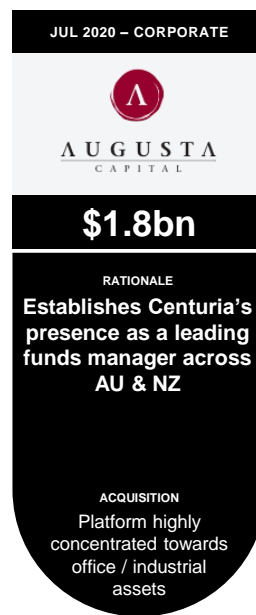 JUL 2020 – CORPORATE
Λ
ΛUGUSTΛ
CAPITAL
$1.8bn
RATIONALE
Establishes Centuria’s
presence as a leading
funds manager across
AU & NZ
ACQUISITION
Platform highly
concentrated towards
office / industrial
assets